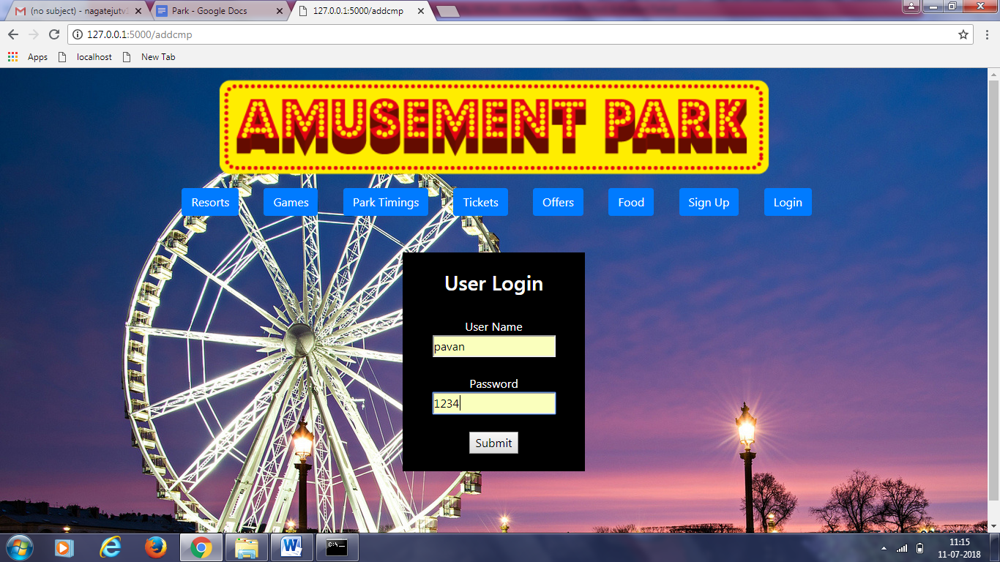 (no subject) - nagatejutv
Park - Google Docs
127.0.0.1:5000/addcmp
127.0.0.1:5000/addcmp
Apps localhost New Tab
AMUSEMENT PARK
Resorts Games Park Timings Tickets Offers Food Sign Up Login
User Login
User Name
pavan
Password
1234
Submit
11:15
11-07-2018